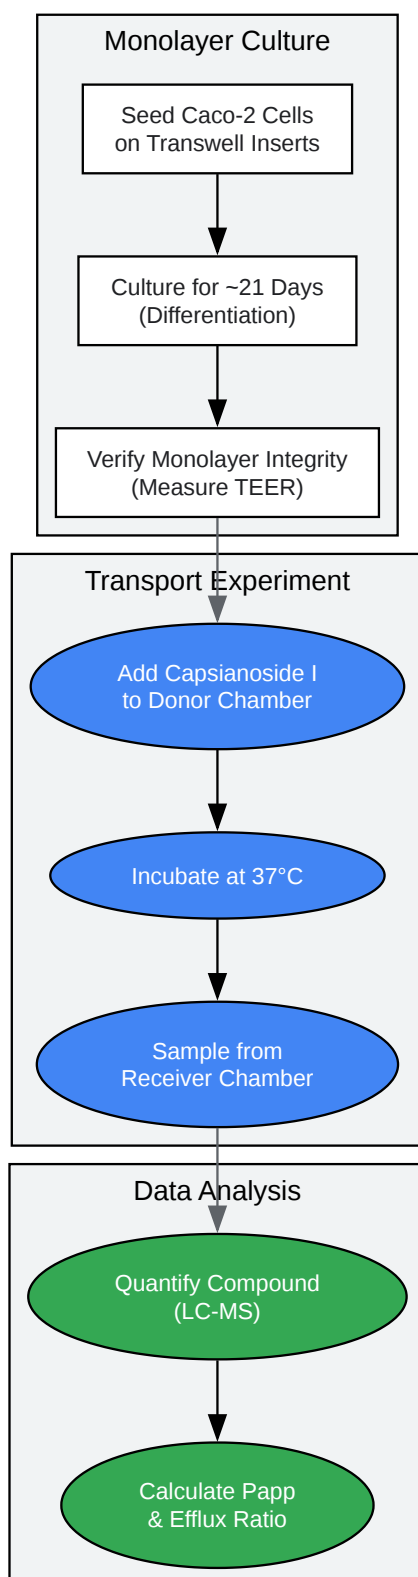 Monolayer Culture
Seed Caco-2 Cells
on Transwell Inserts
Culture for ~21 Days
(Differentiation)
Verify Monolayer Integrity
(Measure TEER)
Transport Experiment
Add Capsianoside I
to Donor Chamber
Incubate at 37°C
Sample from
Receiver Chamber
Data Analysis
Quantify Compound
(LC-MS)
Calculate Papp
& Efflux Ratio